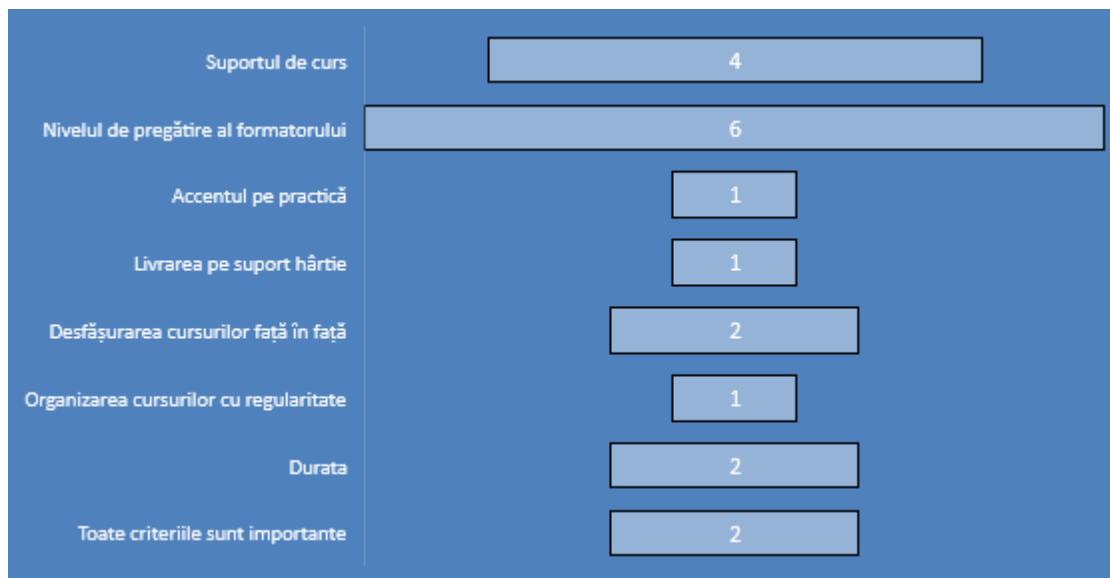 Suportul de curs 4
Nivelul de pregătire al formatorului 6
Accentul pe practică 1
Livrarea pe suport hârtie 1
Desfășurarea cursurilor față în față 2
Organizarea cursurilor cu regularitate 1
Durata 2
Toate criteriile sunt importante 2